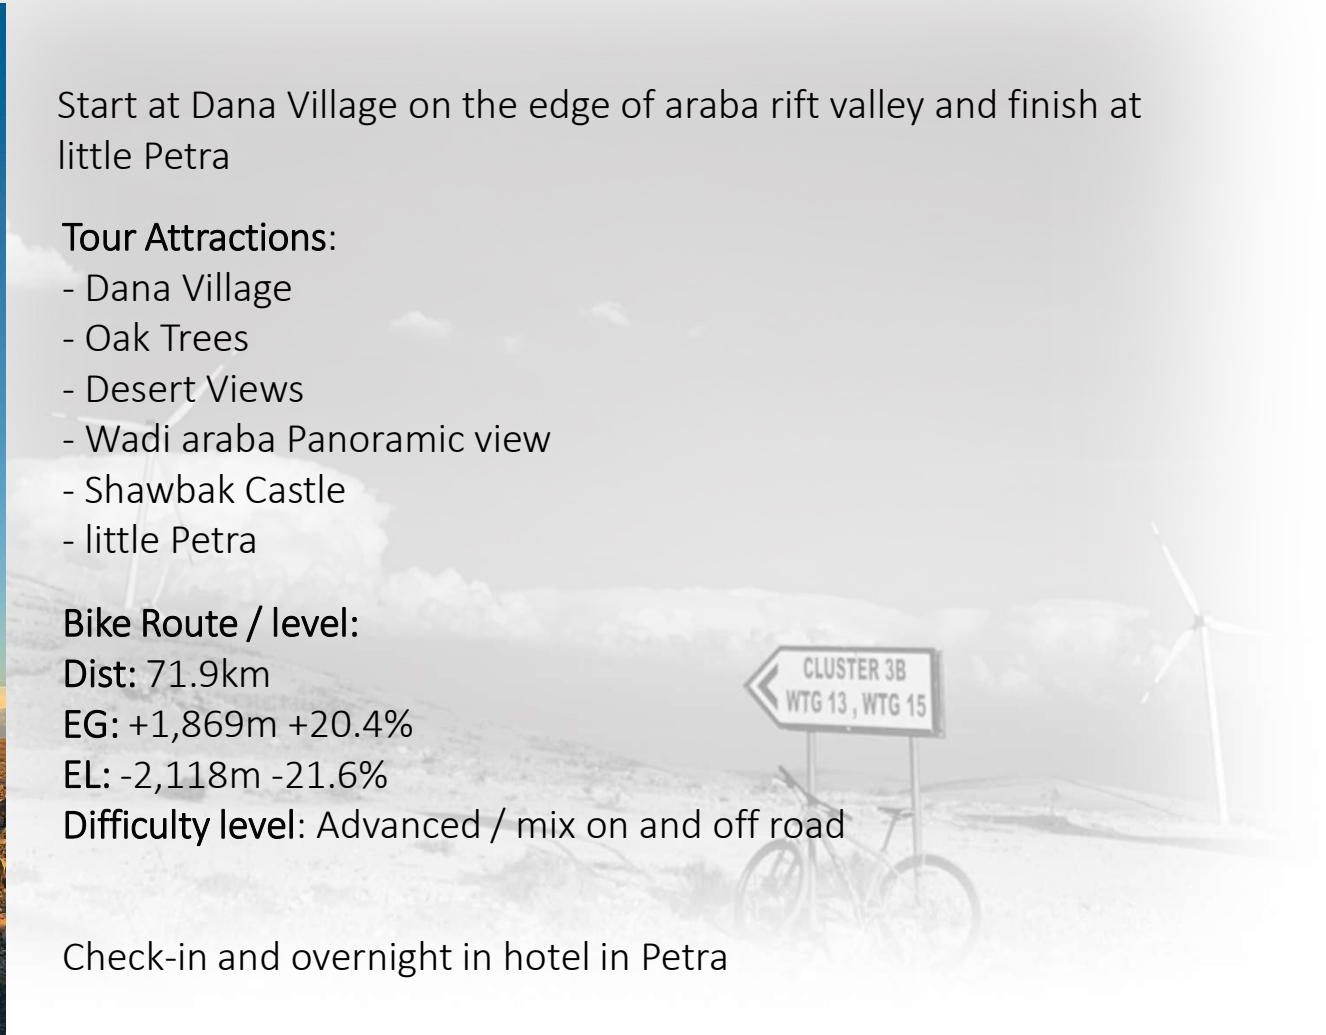 Start at Dana Village on the edge of araba rift valley and finish at
little Petra
Tour Attractions:
- Dana Village
- Oak Trees
- Desert Views
- Wadi araba Panoramic view
- Shawbak Castle
- little Petra
Bike Route / level:
Dist: 71.9km
EG: +1,869m +20.4%
EL: -2,118m -21.6%
Difficulty level: Advanced / mix on and off road
CLUSTER 3B
WTG 13 , WTG 15
Check-in and overnight in hotel in Petra